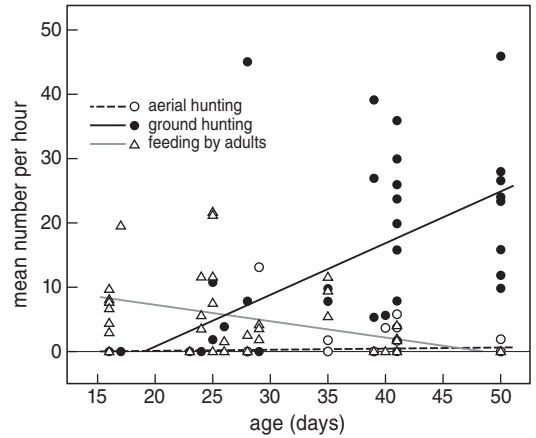 50
40
30
20
10
0
mean number per hour
aerial hunting
ground hunting
feeding by adults
15 20 25 30 35 40 45 50
age (days)